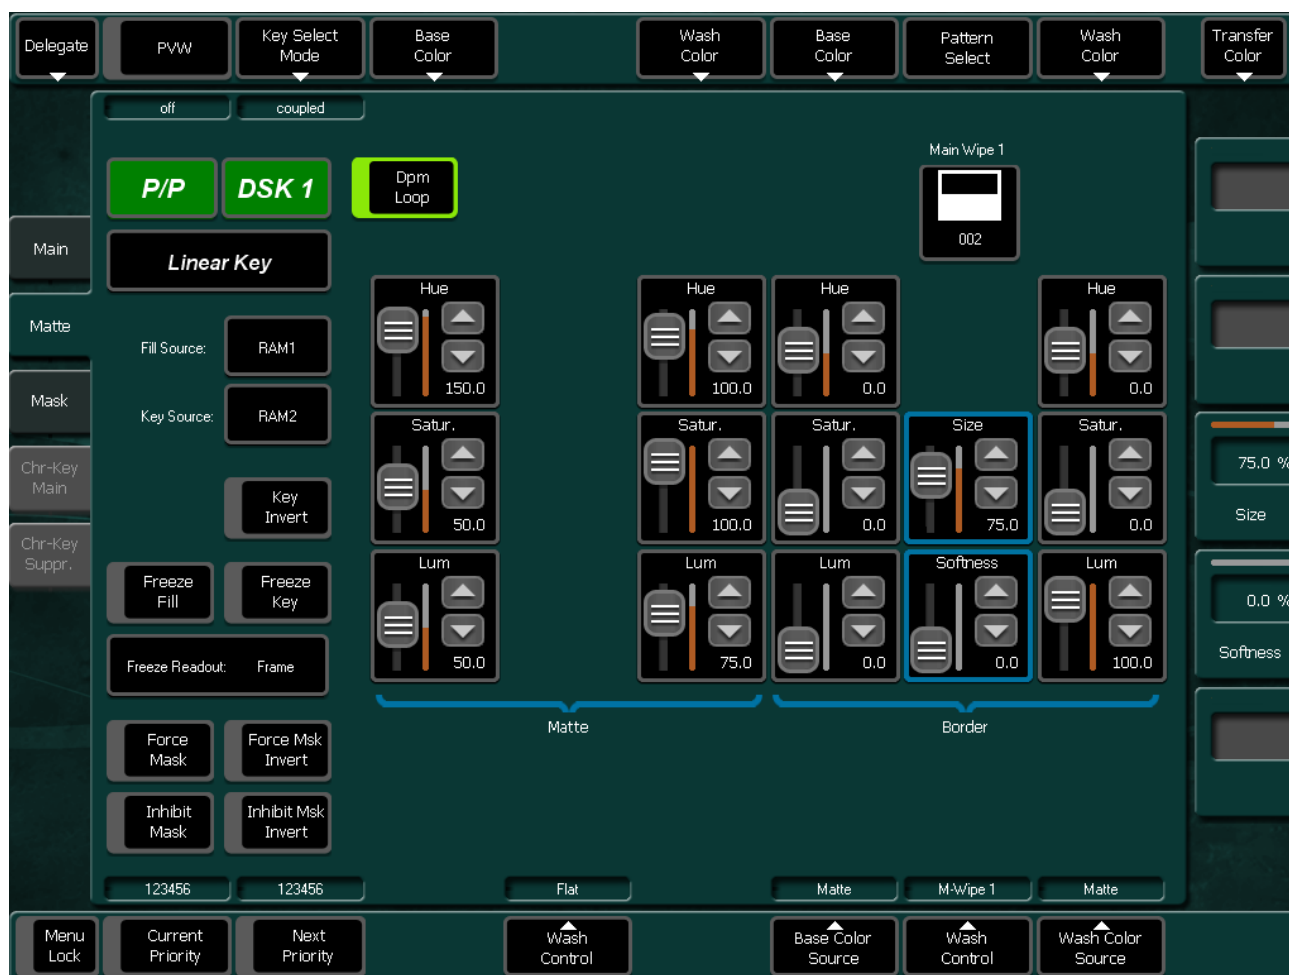 Delegate
PVW
Key Select
Mode
Base
Color
Wash
Color
Base
Color
Pattern
Select
Wash
Color
Transfer
Color
off
coupled
P/P
DSK 1
Dpm
Loop
Main Wipe 1
002
Linear Key
Main
Matte
Mask
Chr-Key
Main
Chr-Key
Suppr.
Fill Source:
RAM1
Key Source:
RAM2
Key
Invert
Freeze
Fill
Freeze
Key
Freeze Readout:
Frame
Force
Mask
Force Msk
Invert
Inhibit
Mask
Inhibit Msk
Invert
Hue
150.0
Hue
100.0
Hue
0.0
Hue
0.0
Satur.
50.0
Satur.
100.0
Satur.
0.0
Size
75.0
Satur.
0.0
Lum
50.0
Lum
75.0
Lum
0.0
Softness
0.0
Lum
100.0
Matte
Border
75.0 %
Size
0.0 %
Softness
123456
123456
Flat
Matte
M-Wipe 1
Matte
Menu
Lock
Current
Priority
Next
Priority
Wash
Control
Base Color
Source
Wash
Control
Wash Color
Source